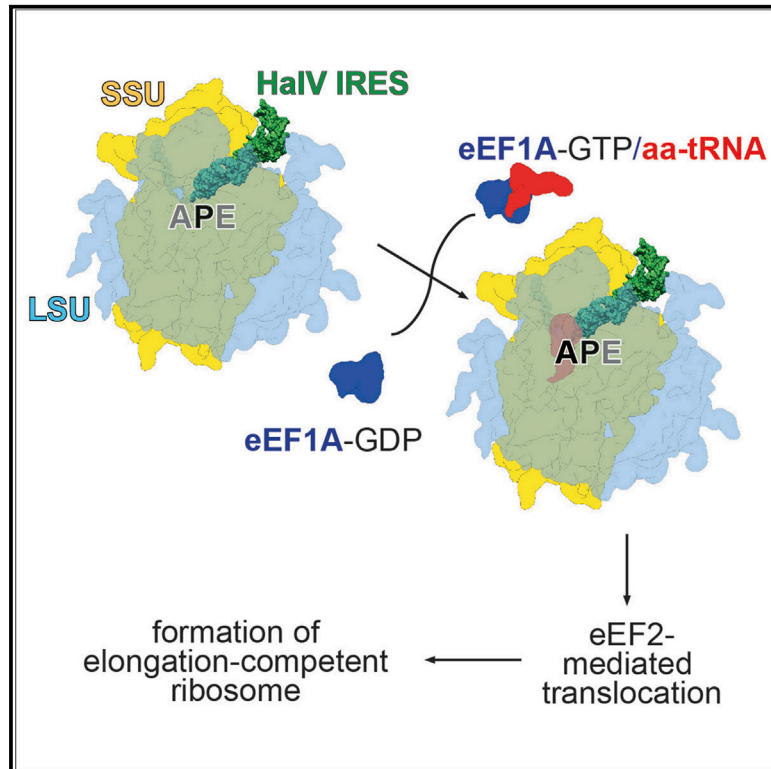 SSU
HalV IRES
APE
LSU
eEF1A-GTP/aa-tRNA
eEF1A-GDP
APE
eEF2-
mediated
translocation
formation of
elongation-competent
ribosome